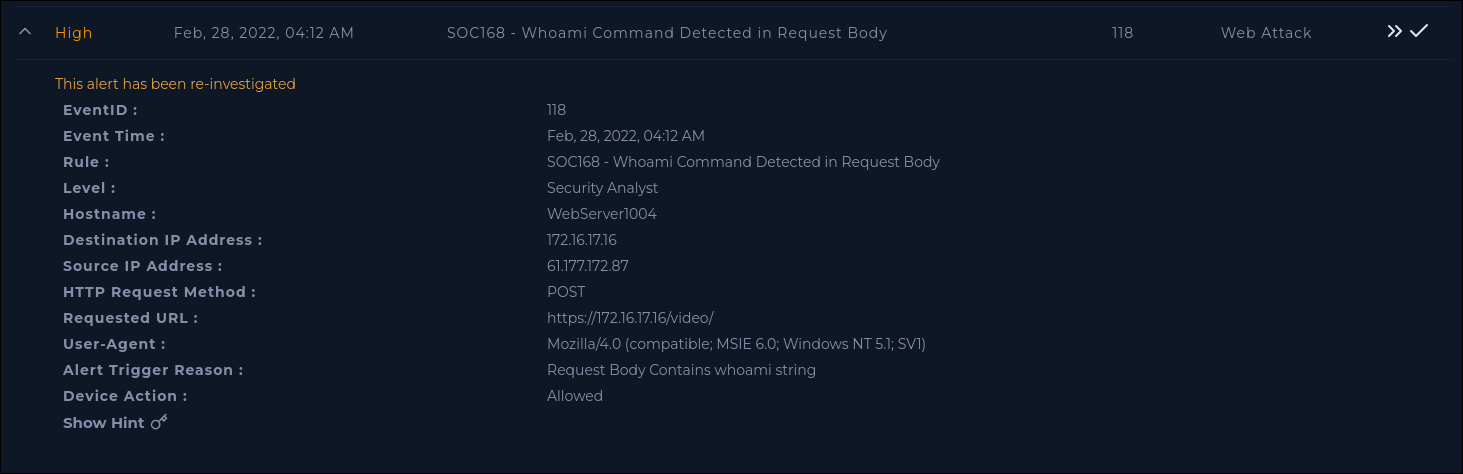 High Feb, 28, 2022, 04:12 AM SOC168 - Whoami Command Detected in Request Body 118 Web Attack
This alert has been re-investigated
EventID : 118
Event Time : Feb, 28, 2022, 04:12 AM
Rule : SOC168 - Whoami Command Detected in Request Body
Level : Security Analyst
Hostname : WebServer1004
Destination IP Address : 172.16.17.16
Source IP Address : 61.177.172.87
HTTP Request Method : POST
Requested URL : https://172.16.17.16/video/
User-Agent : Mozilla/4.0 (compatible; MSIE 6.0; Windows NT 5.1; SV1)
Alert Trigger Reason : Request Body Contains whoami string
Device Action : Allowed
Show Hint